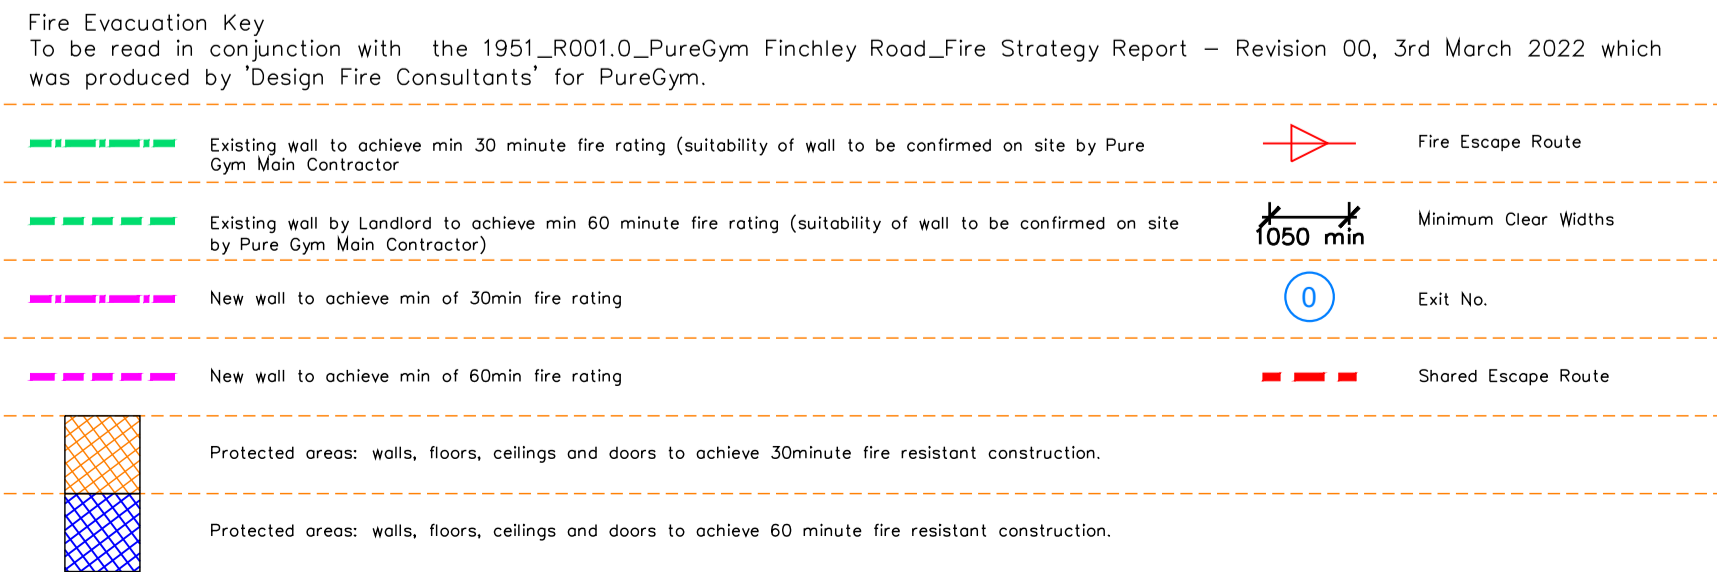 Fire Evacuation Key
To be read in conjunction with the 1951_R001.0_PureGym Finchley Road_Fire Strategy Report – Revision 00, 3rd March 2022 which
was produced by 'Design Fire Consultants' for PureGym.
Existing wall to achieve min 30 minute fire rating (suitability of wall to be confirmed on site by Pure
Gym Main Contractor
Fire Escape Route
Existing wall by Landlord to achieve min 60 minute fire rating (suitability of wall to be confirmed on site
by Pure Gym Main Contractor)
1050 min
Minimum Clear Widths
New wall to achieve min of 30min fire rating
0
Exit No.
New wall to achieve min of 60min fire rating
Shared Escape Route
Protected areas: walls, floors, ceilings and doors to achieve 30minute fire resistant construction.
Protected areas: walls, floors, ceilings and doors to achieve 60 minute fire resistant construction.